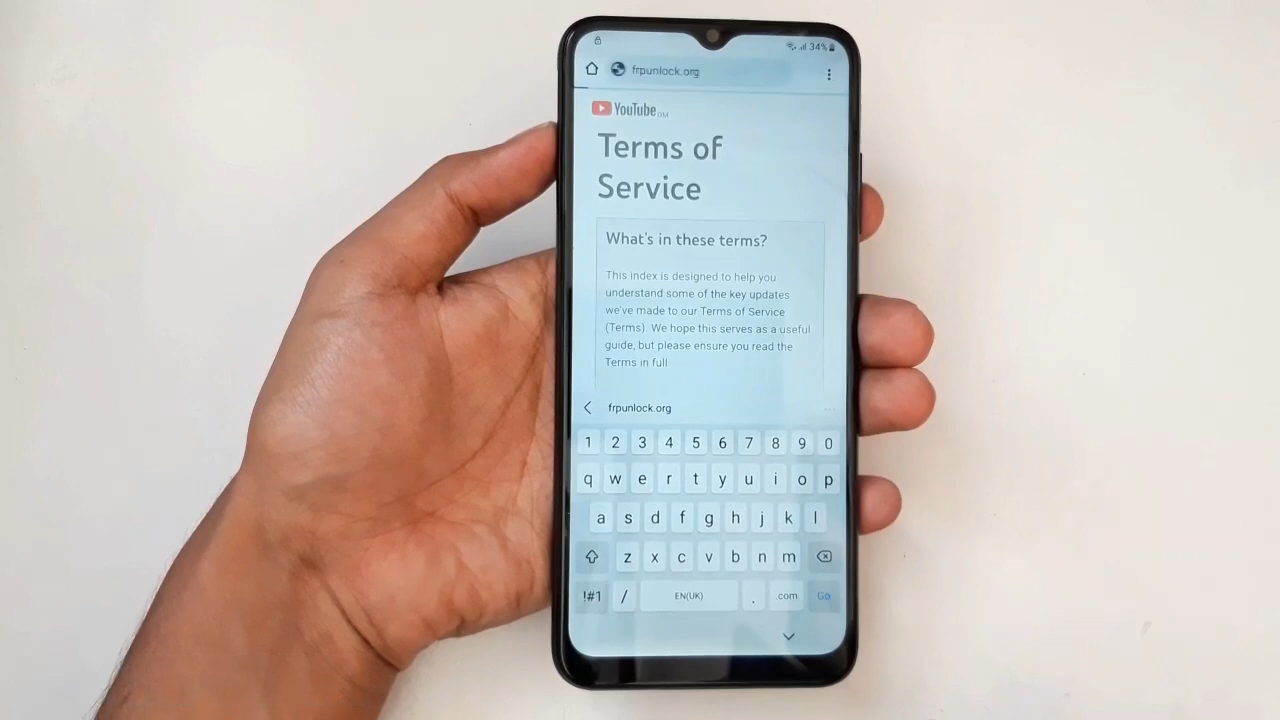 34%
frpunlock.org
YouTube OM
Terms of
Service
What's in these terms?
This index is designed to help you
understand some of the key updates
we've made to our Terms of Service
(Terms). We hope this serves as a useful
guide, but please ensure you read the
Terms in full
frpunlock.org
1 2 3 4 5 6 7 8 9 0
q w e r t y u i o p
a s d f g h j k l
z x c v b n m
!#1 / EN(UK) . .com Go